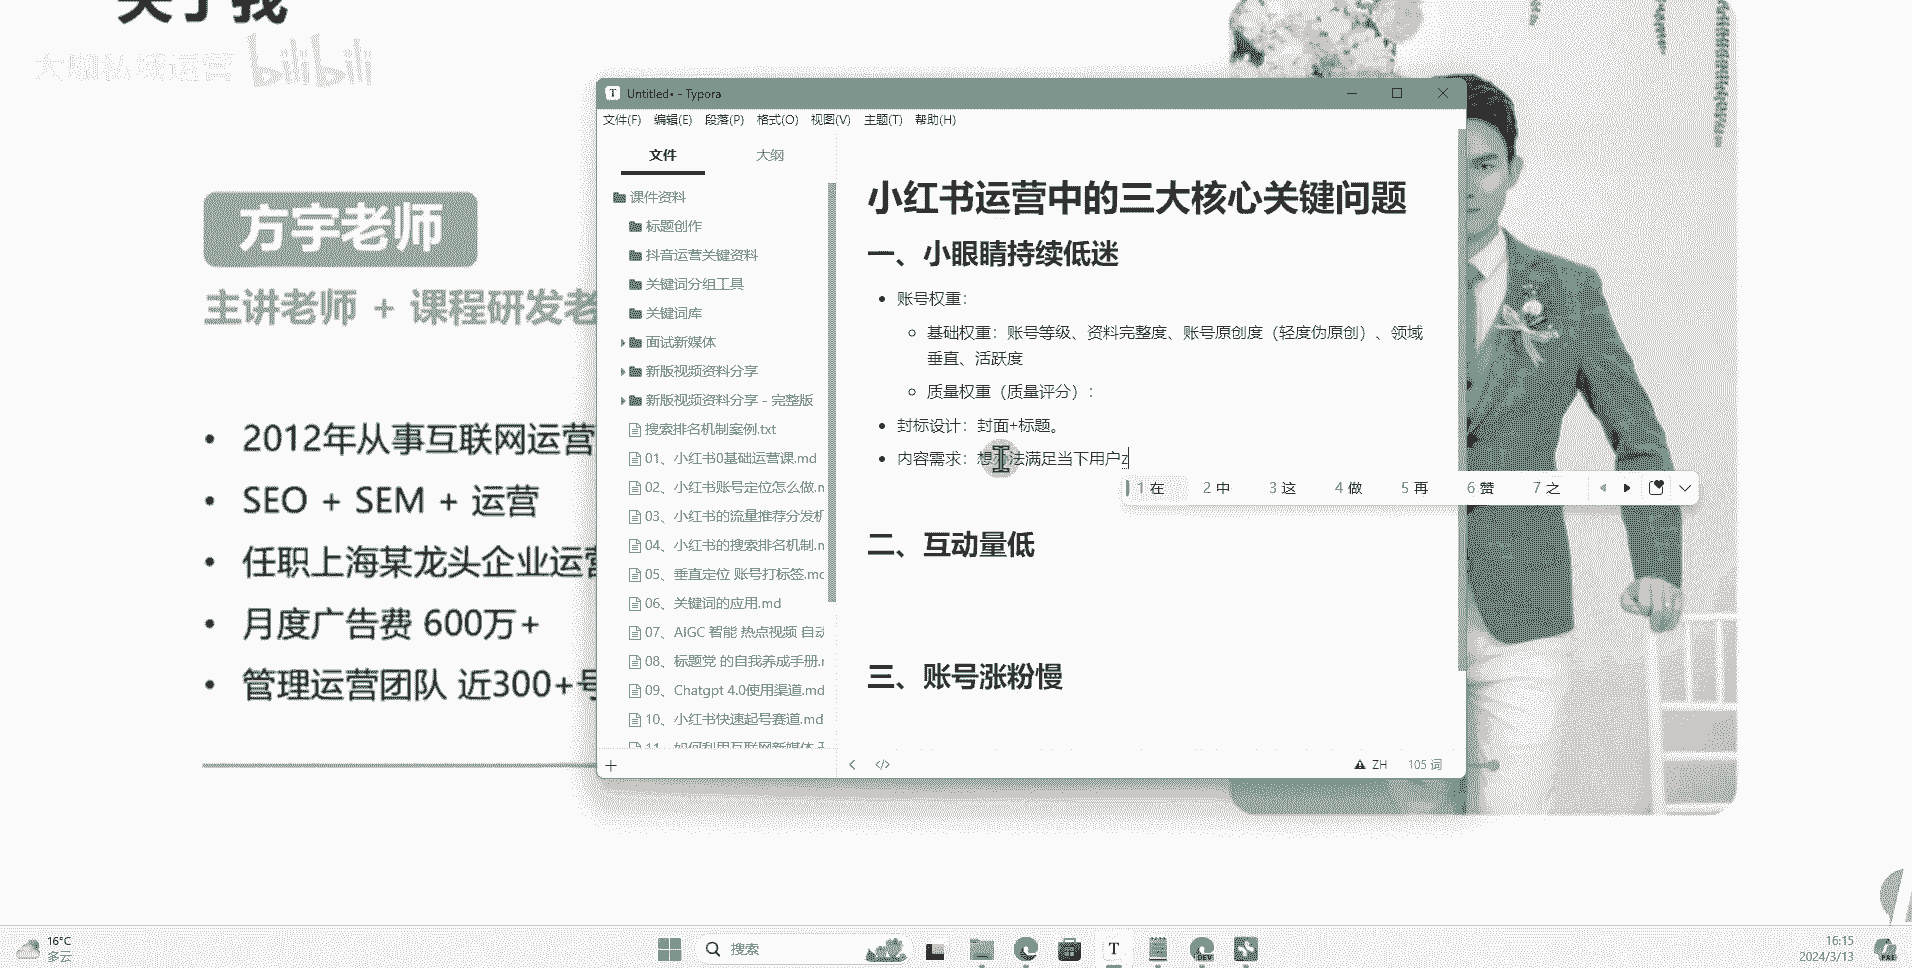 关于我
大咖私域运营 bilibili
方宇老师
主讲老师 + 课程研发老
2012年从事互联网运营
SEO + SEM + 运营
任职上海某龙头企业运营
月度广告费 600万+
管理运营团队 近300+号
Untitled• - Typora
文件(F) 编辑(E) 段落(P) 格式(O) 视图(V) 主题(T) 帮助(H)
文件 大纲
课件资料
标题创作
抖音运营关键资料
关键词分组工具
关键词库
面试新媒体
新版视频资料分享
新版视频资料分享 - 完整版
搜索排名机制案例.txt
01、小红书0基础运营课.md
02、小红书账号定位怎么做.m
03、小红书的流量推荐分发机
04、小红书的搜索排名机制.m
05、垂直定位 账号打标签.md
06、关键词的应用.md
07、AIGC 智能 热点视频 自动
08、标题党 的自我养成手册.m
09、Chatgpt 4.0使用渠道.md
10、小红书快速起号赛道.md
11、如何利用互联网新媒体
小红书运营中的三大核心关键问题
一、小眼睛持续低迷
账号权重：
基础权重：账号等级、资料完整度、账号原创度（轻度伪原创）、领域
垂直、活跃度
质量权重（质量评分）：
封标设计：封面+标题。
内容需求：想办法满足当下用户z
1 在 2 中 3 这 4 做 5 再 6 赞 7 之
二、互动量低
三、账号涨粉慢
ZH 105 词
16°C
多云
搜索
DEV
16:15
2024/3/13
PRE